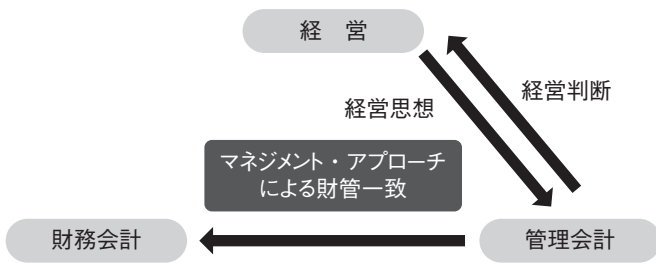 経　営
経営判断
経営思想
マネジメント・アプローチ
による財管一致
財務会計
管理会計